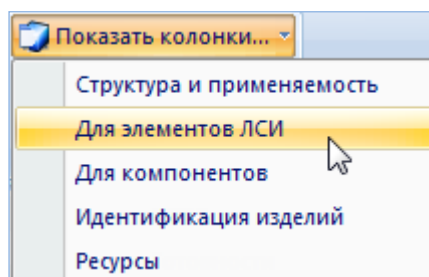 Показать колонки...
Структура и применяемость
Для элементов ЛСИ
Для компонентов
Идентификация изделий
Ресурсы